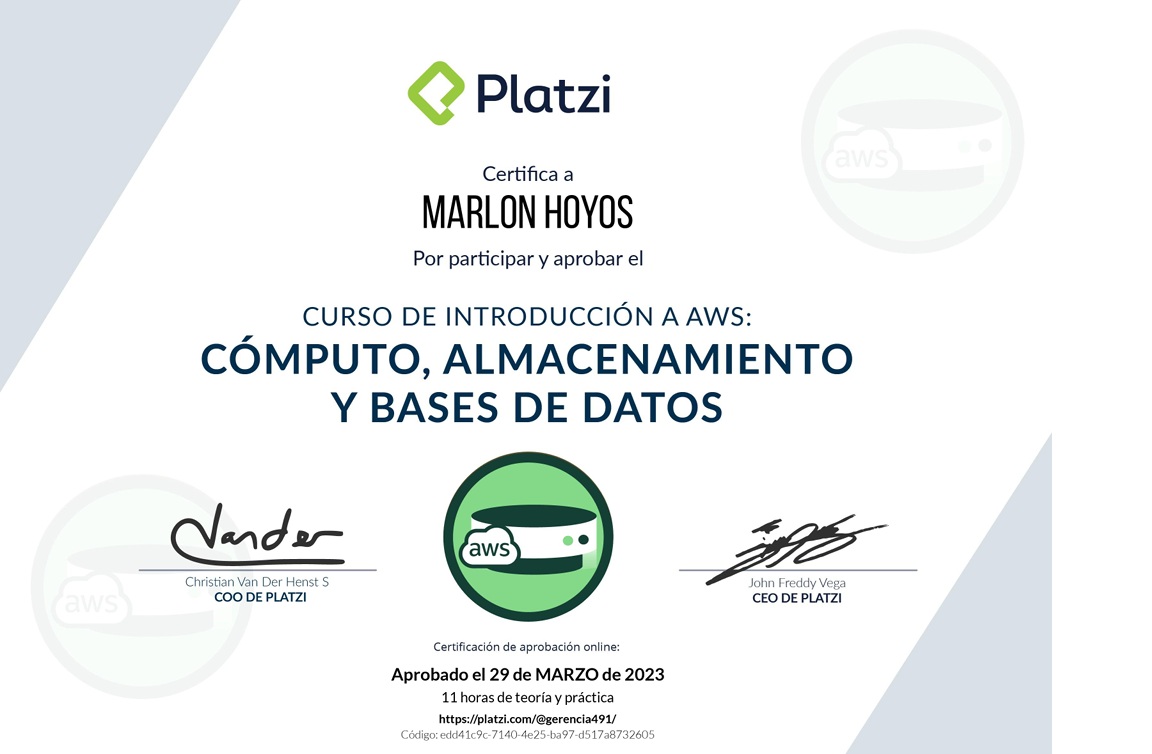 Platzi
aws
Certifica a
MARLON HOYOS
Por participar y aprobar el
CURSO DE INTRODUCCIÓN A AWS:
CÓMPUTO, ALMACENAMIENTO
Y BASES DE DATOS
Vander
aws
aws
Christian Van Der Henst S
COO DE PLATZI
John Freddy Vega
CEO DE PLATZI
Certificación de aprobación online:
Aprobado el 29 de MARZO de 2023
11 horas de teoría y práctica
https://platzi.com/@gerencia491/
Código: edd41c9c-7140-4e25-ba97-d517a8732605